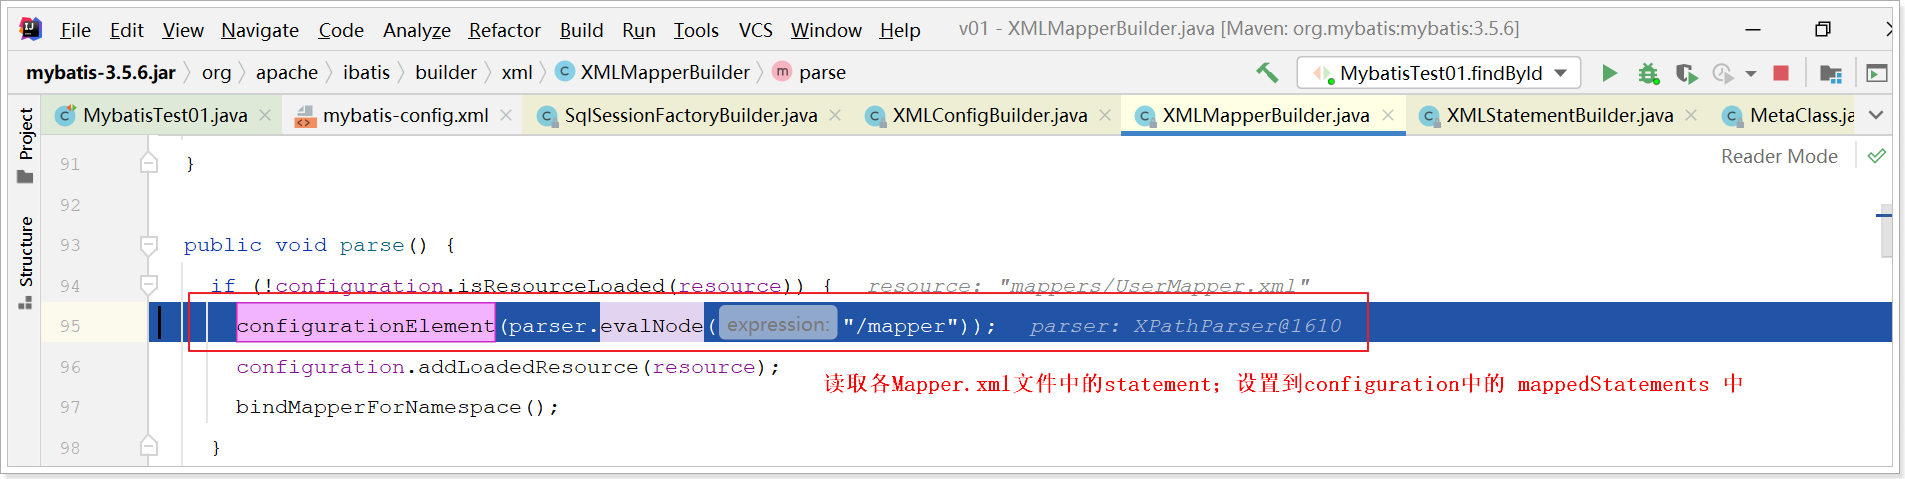 File Edit View Navigate Code Analyze Refactor Build Run Tools VCS Window Help v01 - XMLMapperBuilder.java [Maven: org.mybatis:mybatis:3.5.6]
mybatis-3.5.6.jar org apache ibatis builder xml C XMLMapperBuilder m parse MybatisTest01.findById
MybatisTest01.java mybatis-config.xml SqlSessionFactoryBuilder.java XMLConfigBuilder.java XMLMapperBuilder.java XMLStatementBuilder.java MetaClass.ja
Project
Structure
Reader Mode
91 }
92
93 public void parse() {
94 if (!configuration.isResourceLoaded(resource)) { resource: "mappers/UserMapper.xml"
95 configurationElement(parser.evalNode( expression: "/mapper")); parser: XPathParser@1610
96 configuration.addLoadedResource(resource);
读取各Mapper.xml文件中的statement；设置到configuration中的 mappedStatements 中
97 bindMapperForNamespace();
98 }